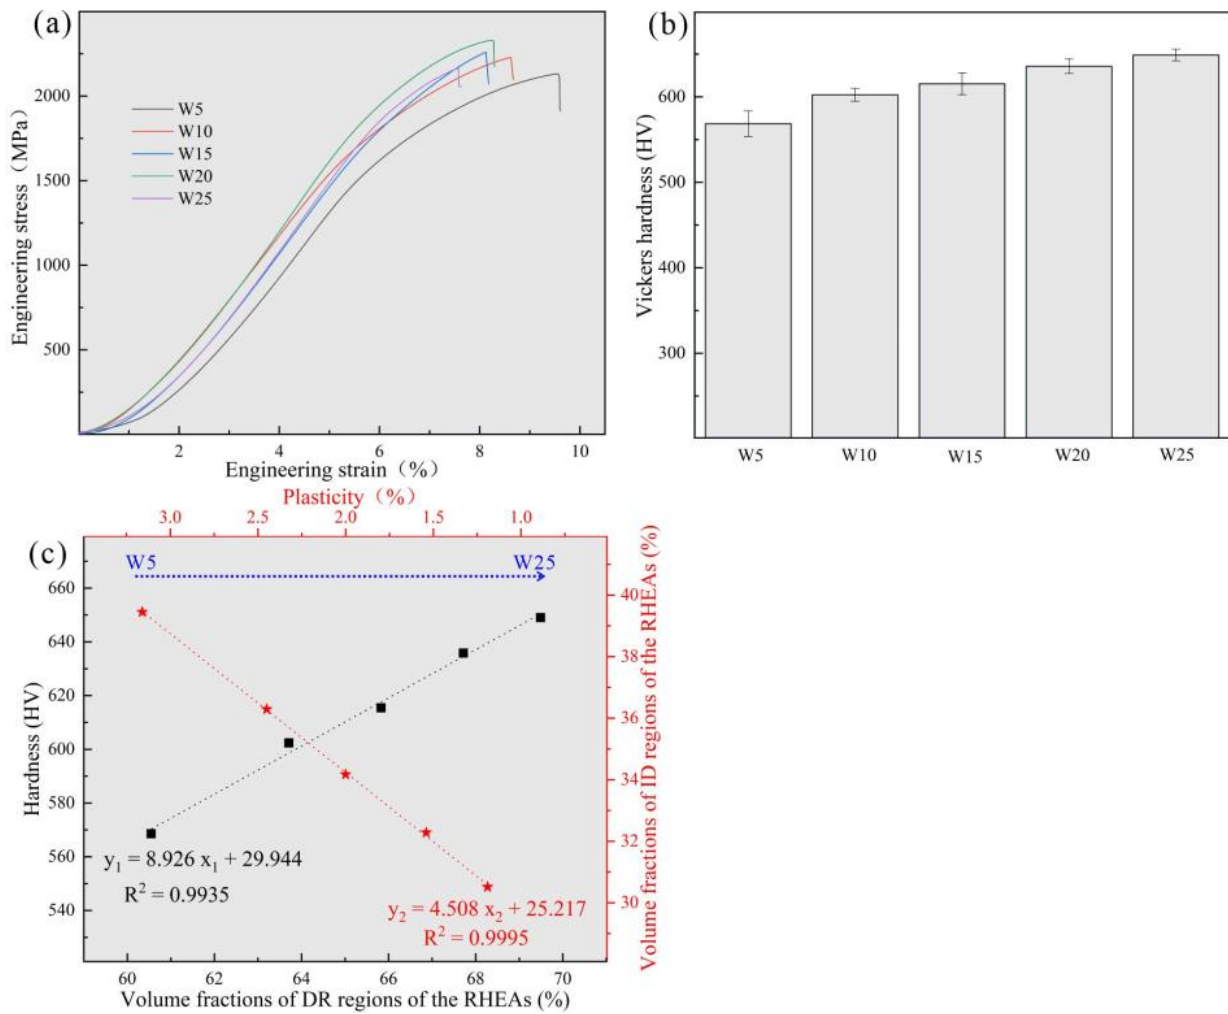 (a)
Engineering stress（MPa）
2000
1500
1000
500
W5
W10
W15
W20
W25
2 4 6 8 10
Engineering strain（%）
(b)
Vickers hardness (HV)
600
500
400
300
W5 W10 W15 W20 W25
Plasticity（%）
3.0 2.5 2.0 1.5 1.0
(c)
W5 W25
Hardness (HV)
660
640
620
600
580
560
540
y1 = 8.926 x1 + 29.944
R2 = 0.9935
y2 = 4.508 x2 + 25.217
R2 = 0.9995
40
38
36
34
32
30
Volume fractions of ID regions of the RHEAs (%)
60 62 64 66 68 70
Volume fractions of DR regions of the RHEAs (%)